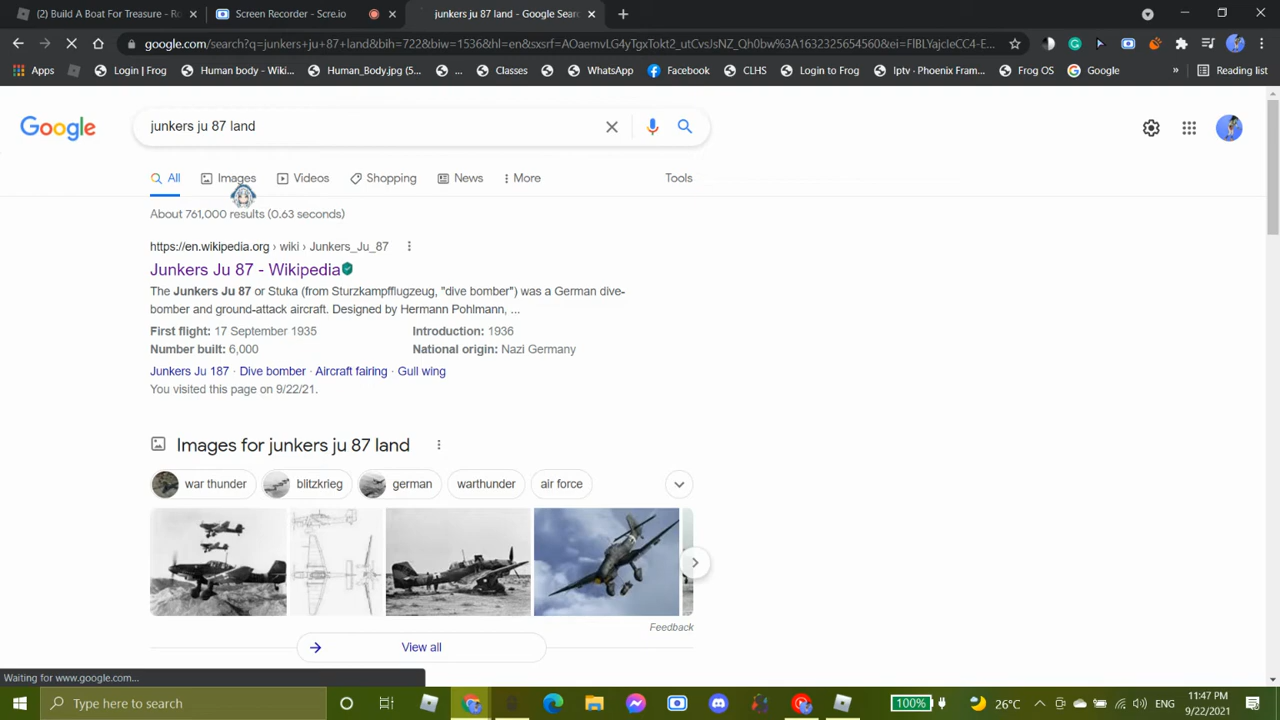 (2) Build A Boat For Treasure - Ro
Screen Recorder - Scre.io
junkers ju 87 land - Google Searc
google.com/search?q=junkers+ju+87+land&bih=722&biw=1536&hl=en&sxsrf=AOaemvLG4yTgxTokt2_utCvsJsNZ_Qh0bw%3A1632325654560&ei=FlBLYajcIeCC4-E...
Apps
Login | Frog
Human body - Wiki...
Human_Body.jpg (5...
...
Classes
WhatsApp
Facebook
CLHS
Login to Frog
Iptv - Phoenix Fram...
Frog OS
Google
»
Reading list
Google
junkers ju 87 land
All
Images
Videos
Shopping
News
More
Tools
About 761,000 results (0.63 seconds)
https://en.wikipedia.org › wiki › Junkers_Ju_87
Junkers Ju 87 - Wikipedia
The Junkers Ju 87 or Stuka (from Sturzkampfflugzeug, "dive bomber") was a German dive-
bomber and ground-attack aircraft. Designed by Hermann Pohlmann, ...
First flight: 17 September 1935
Introduction: 1936
Number built: 6,000
National origin: Nazi Germany
Junkers Ju 187 · Dive bomber · Aircraft fairing · Gull wing
You visited this page on 9/22/21.
Images for junkers ju 87 land
war thunder
blitzkrieg
german
warthunder
air force
Feedback
View all
Waiting for www.google.com...
Type here to search
100%
26°C
ENG
11:47 PM
9/22/2021